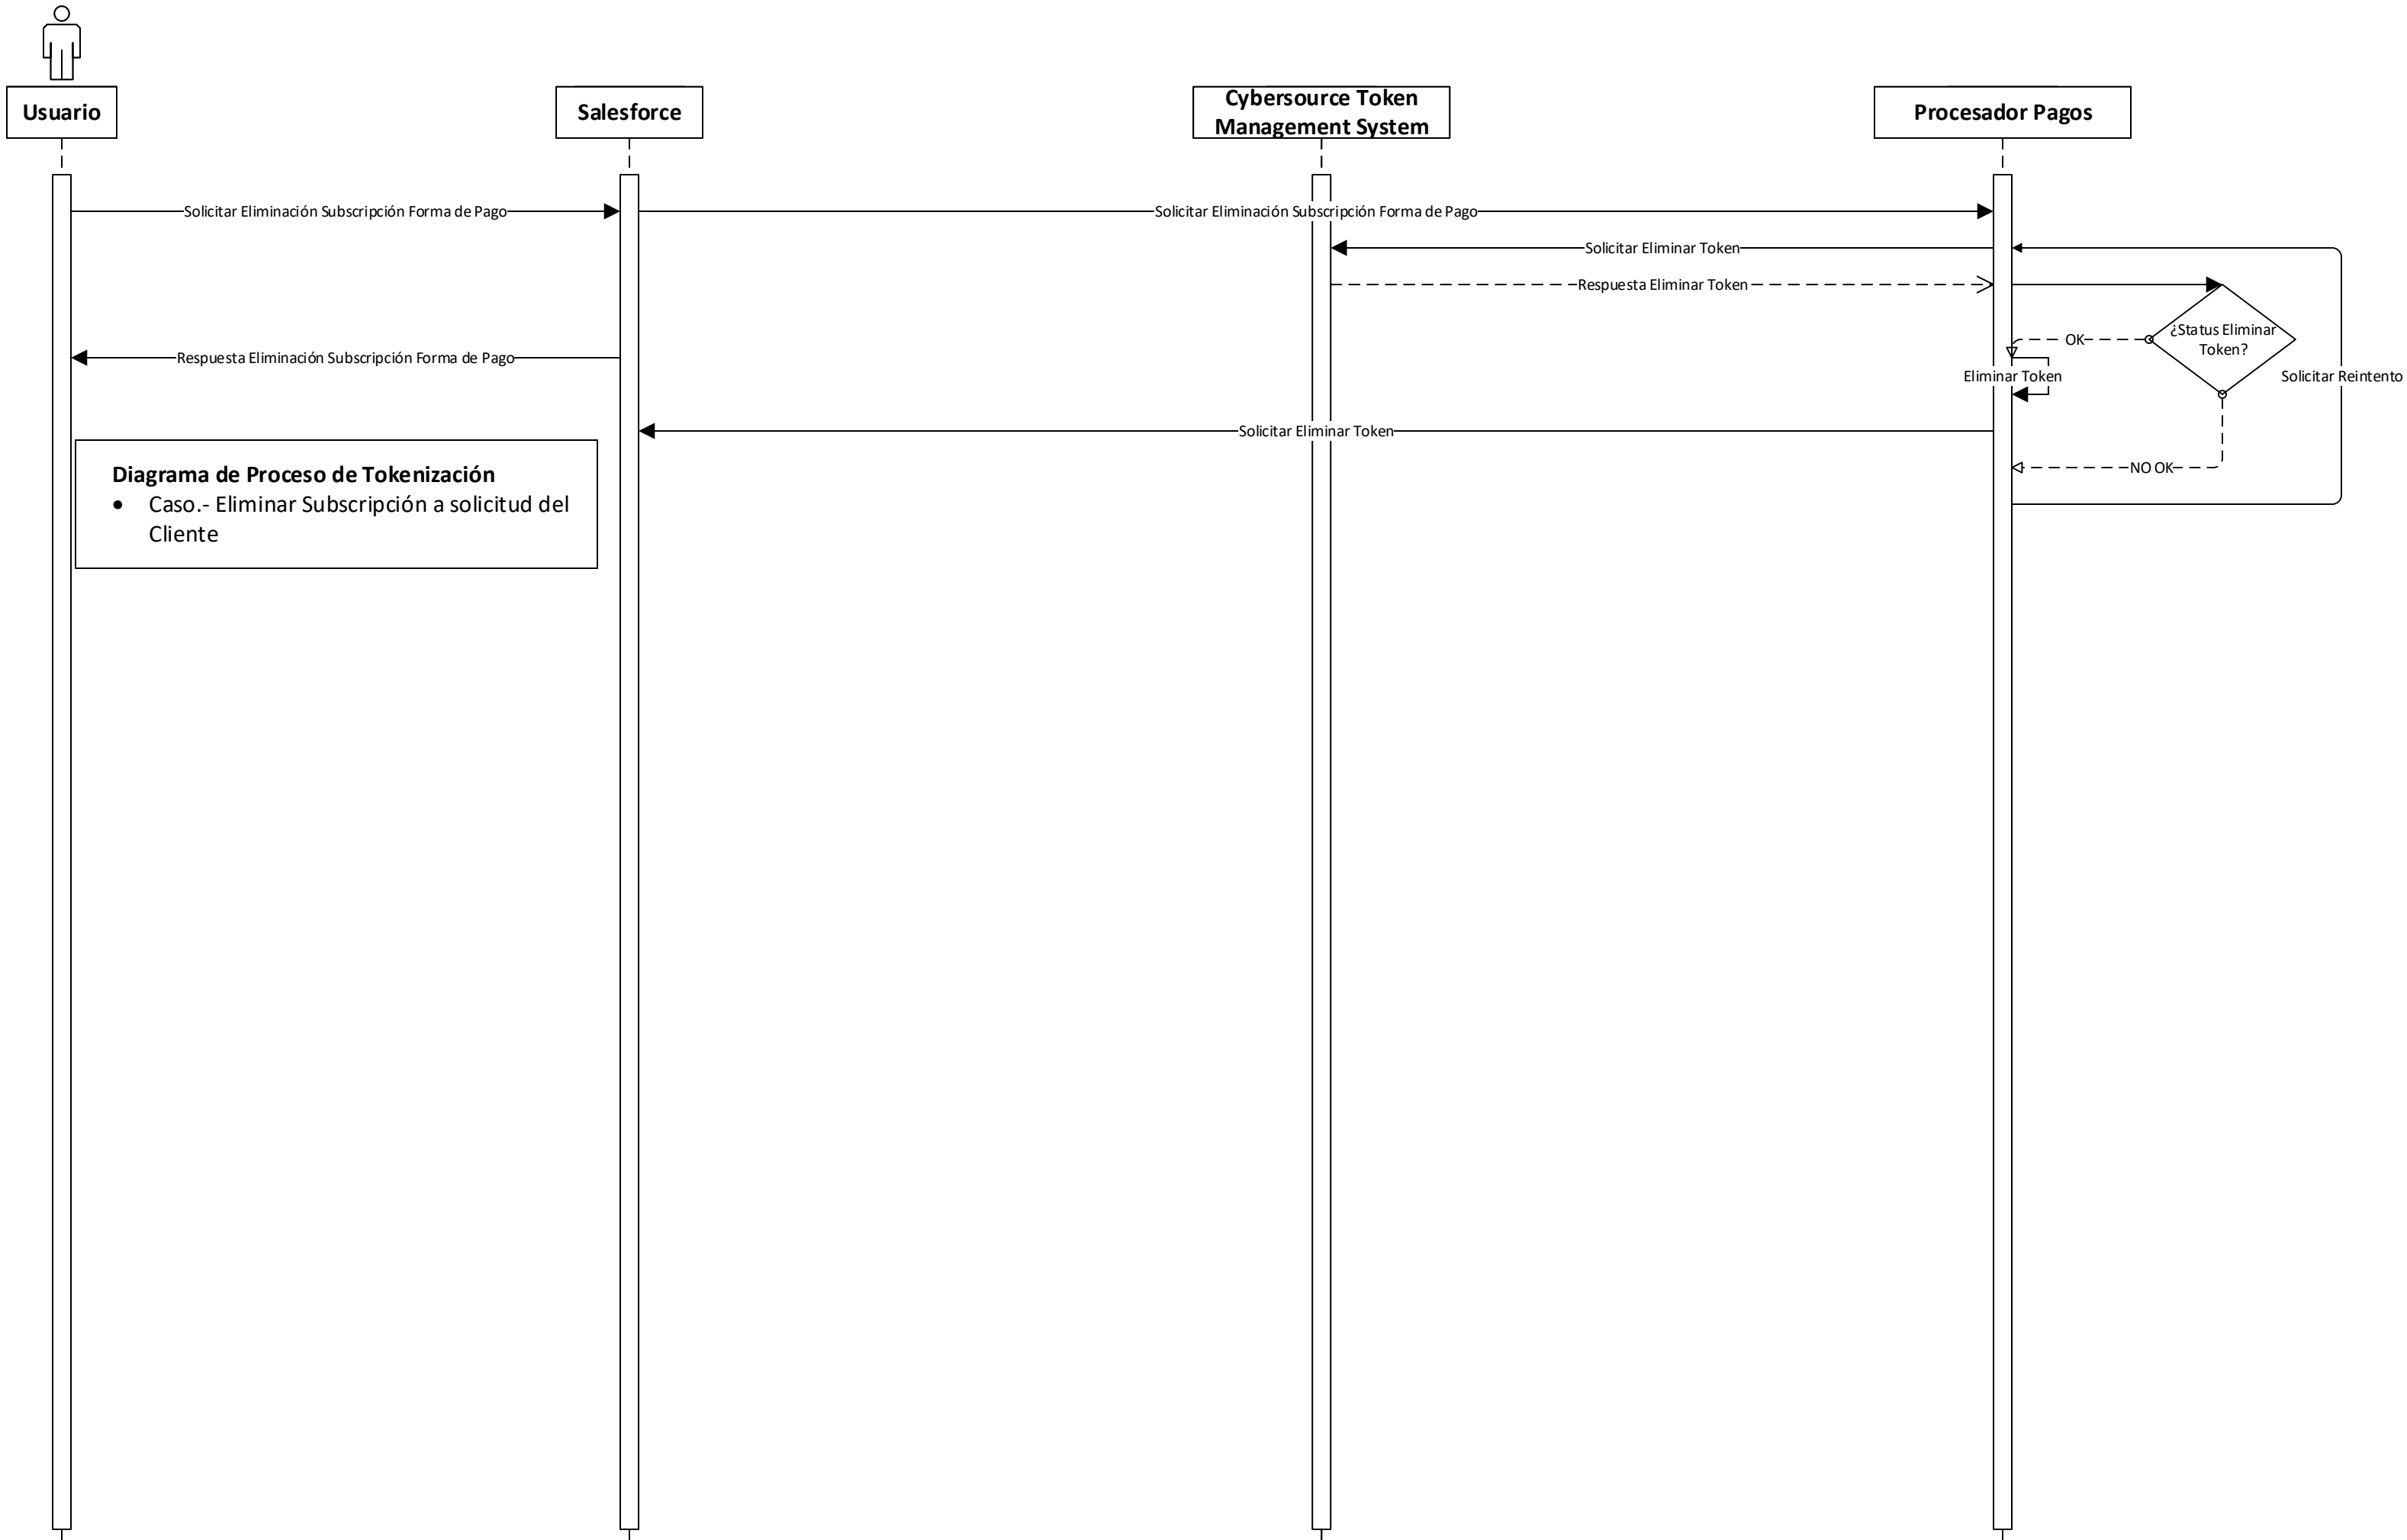 Usuario
Salesforce
Cybersource Token
Management System
Procesador Pagos
Solicitar Eliminación Subscripción Forma de Pago
Solicitar Eliminación Subscripción Forma de Pago
Solicitar Eliminar Token
Respuesta Eliminar Token
¿Status Eliminar
Token?
OK
Respuesta Eliminación Subscripción Forma de Pago
Eliminar Token
Solicitar Reintento
Solicitar Eliminar Token
NO OK
Diagrama de Proceso de Tokenización
• Caso.- Eliminar Subscripción a solicitud del
Cliente